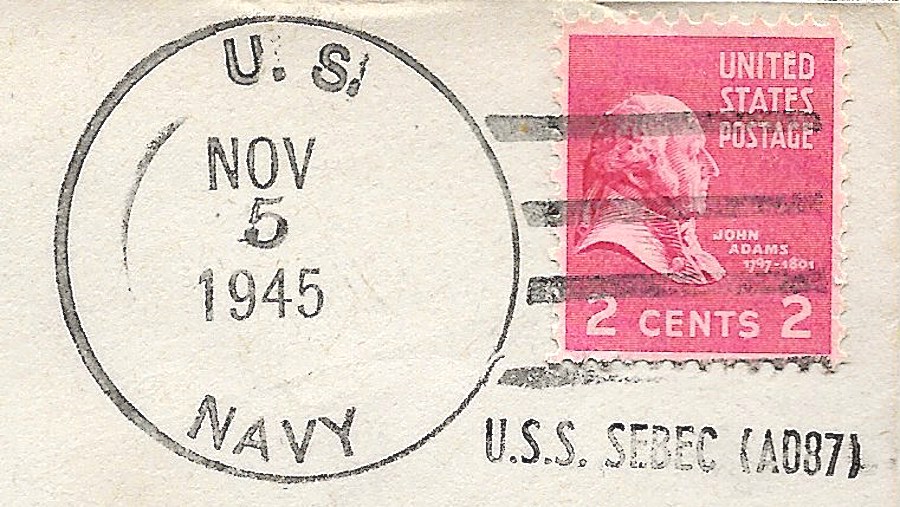 U. S.
NOV
5
1945
NAVY
UNITED
STATES
POSTAGE
JOHN
ADAMS
1797-1801
2 CENTS 2
U.S.S. SEBEC (AO87)